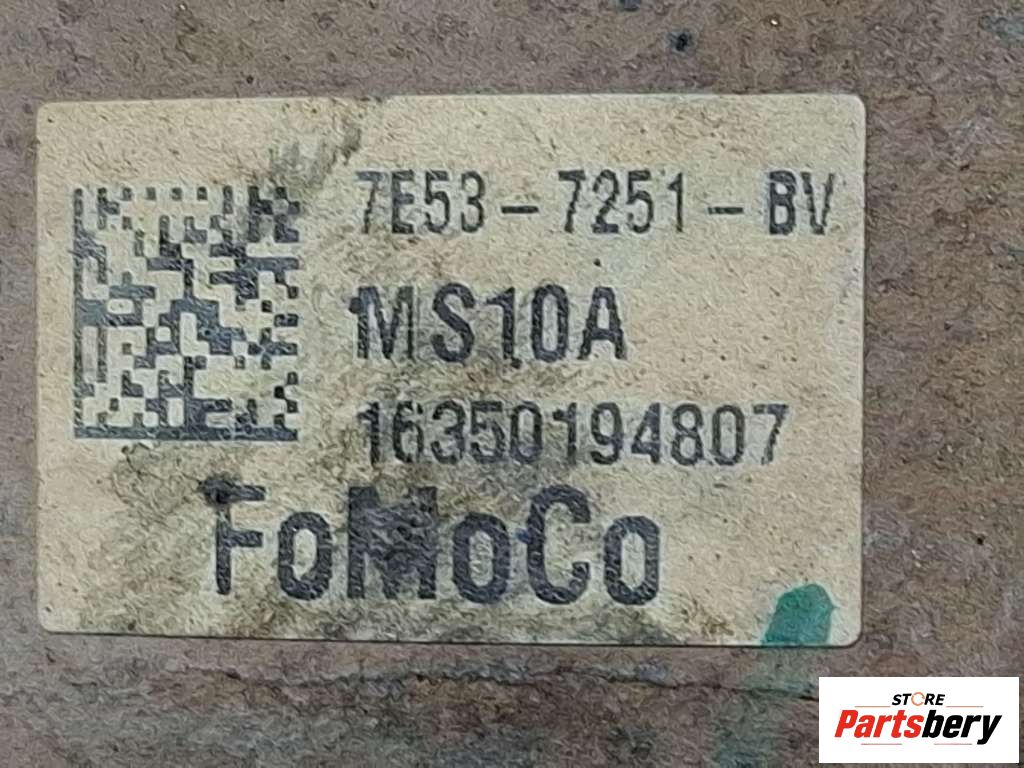 7E53-7251-BV
MS10A
16350194807
FoMoCo
STORE
Partsbery